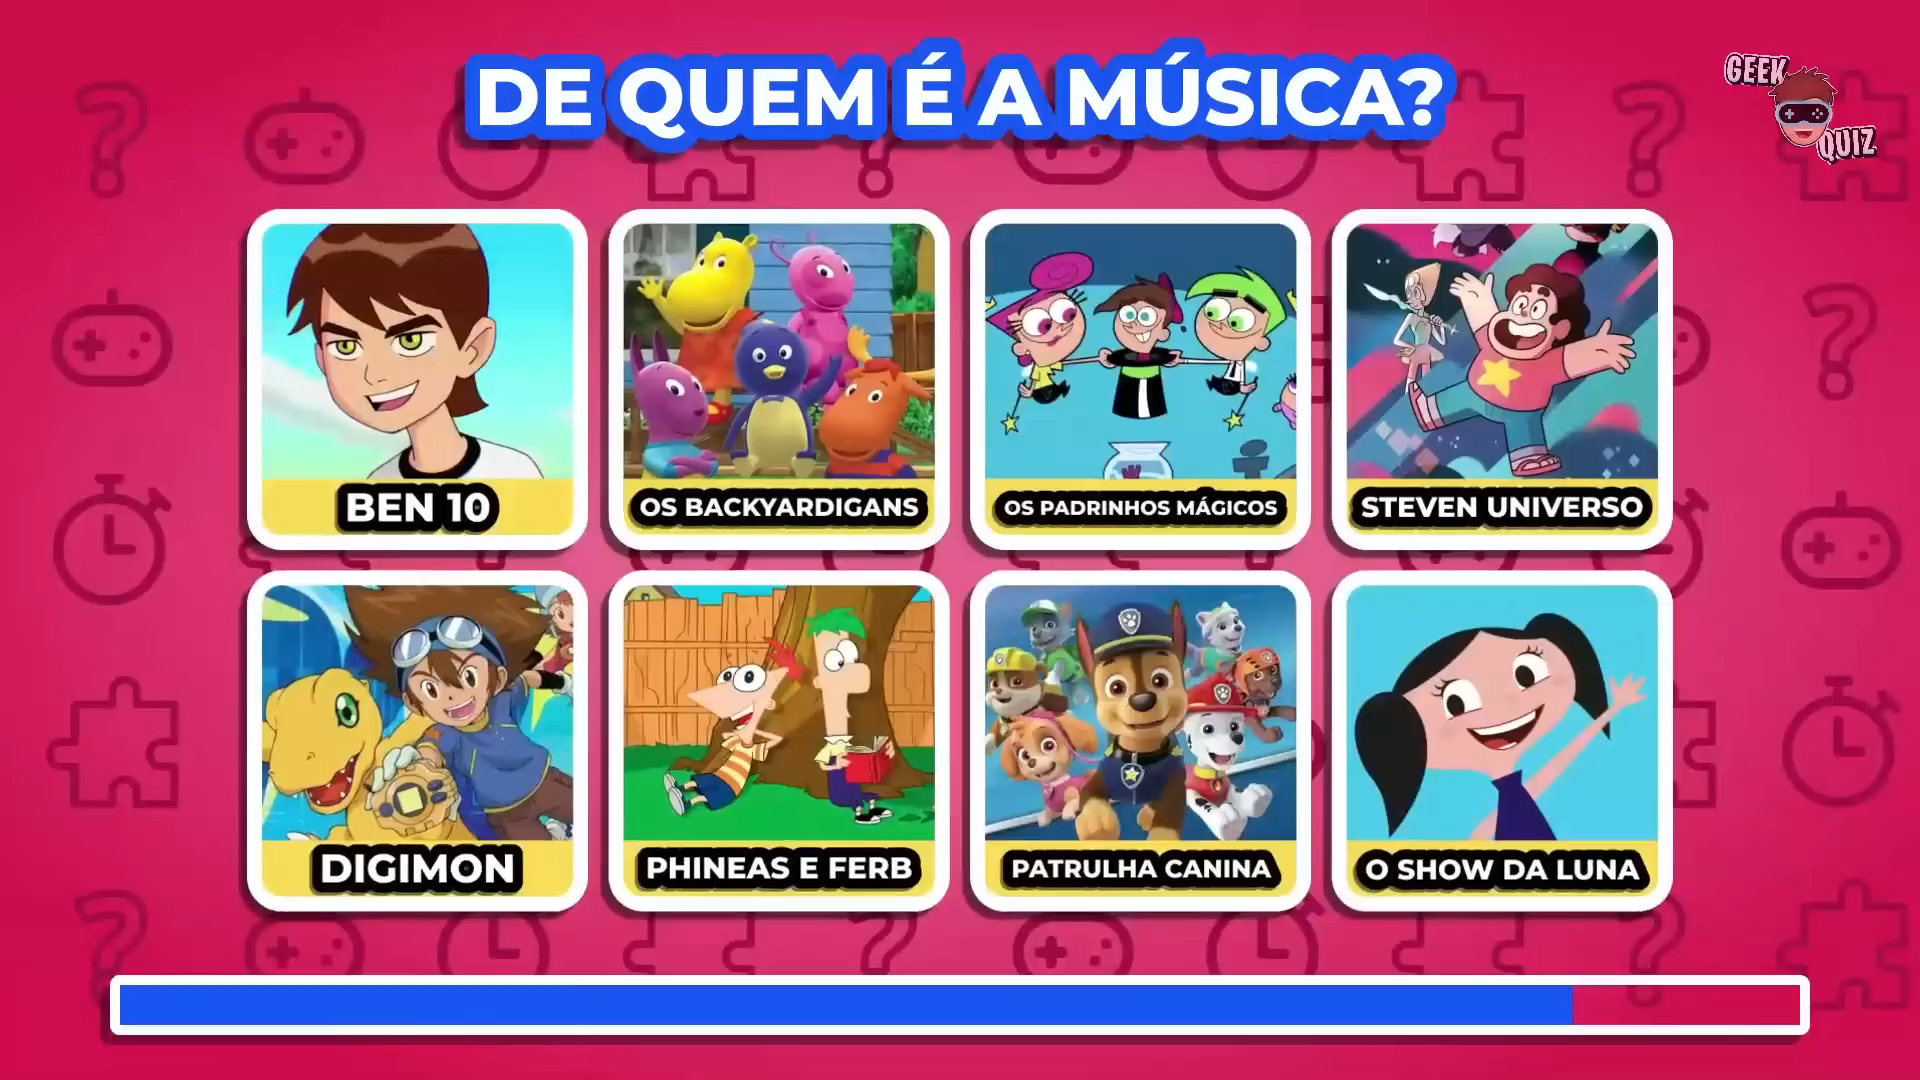 DE QUEM É A MÚSICA?
GEEK
QUIZ
BEN 10
OS BACKYARDIGANS
OS PADRINHOS MÁGICOS
STEVEN UNIVERSO
DIGIMON
PHINEAS E FERB
PATRULHA CANINA
O SHOW DA LUNA